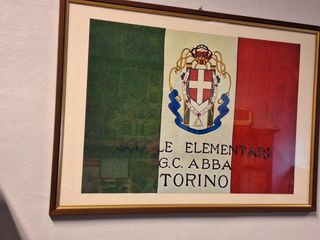 SCUOLE ELEMENTARI
G.C. ABBA
TORINO